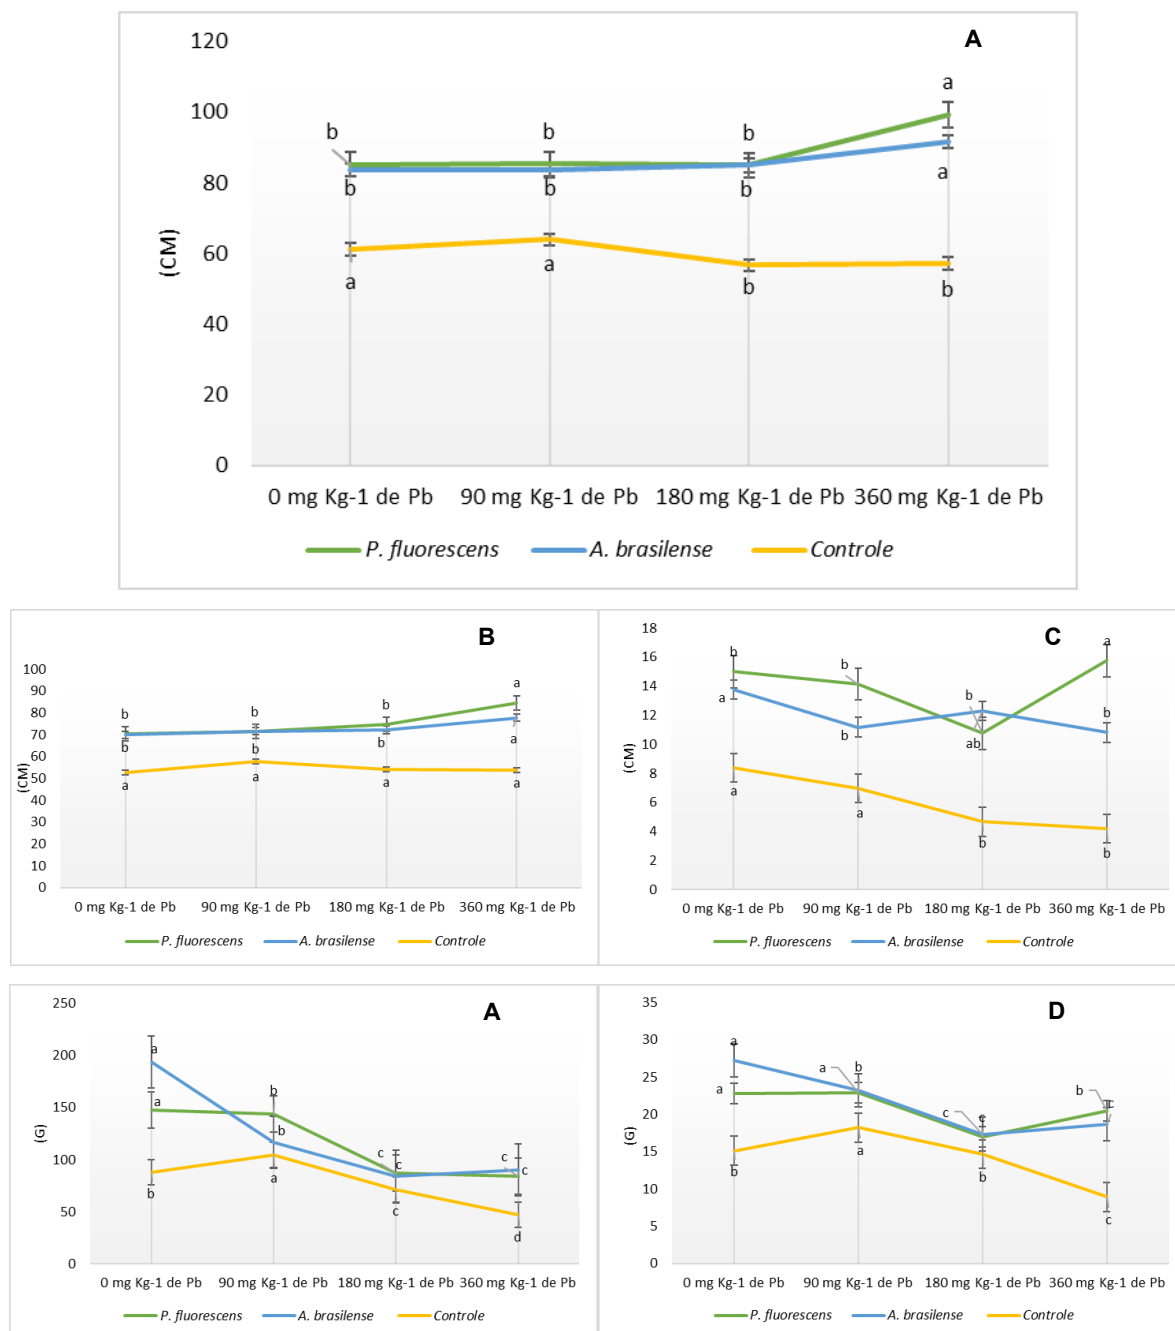 A
120
100
80
60
40
20
0
(CM)
a
b b b
b b b a
a a b b
0 mg Kg-1 de Pb 90 mg Kg-1 de Pb 180 mg Kg-1 de Pb 360 mg Kg-1 de Pb
P. fluorescens A. brasilense Controle
B
100
90
80
70
60
50
40
30
20
10
0
(CM)
b b b a
b b b a
a a a a
0 mg Kg-1 de Pb 90 mg Kg-1 de Pb 180 mg Kg-1 de Pb 360 mg Kg-1 de Pb
P. fluorescens A. brasilense Controle
C
18
16
14
12
10
8
6
4
2
0
(CM)
b b b a
a b ab b
a a b b
0 mg Kg-1 de Pb 90 mg Kg-1 de Pb 180 mg Kg-1 de Pb 360 mg Kg-1 de Pb
P. fluorescens A. brasilense Controle
A
250
200
150
100
50
0
(G)
a b c c
a b c c
b a c d
0 mg Kg-1 de Pb 90 mg Kg-1 de Pb 180 mg Kg-1 de Pb 360 mg Kg-1 de Pb
P. fluorescens A. brasilense Controle
D
35
30
25
20
15
10
5
0
(G)
a a b c c b c
a
b a b c
0 mg Kg-1 de Pb 90 mg Kg-1 de Pb 180 mg Kg-1 de Pb 360 mg Kg-1 de Pb
P. fluorescens A. brasilense Controle